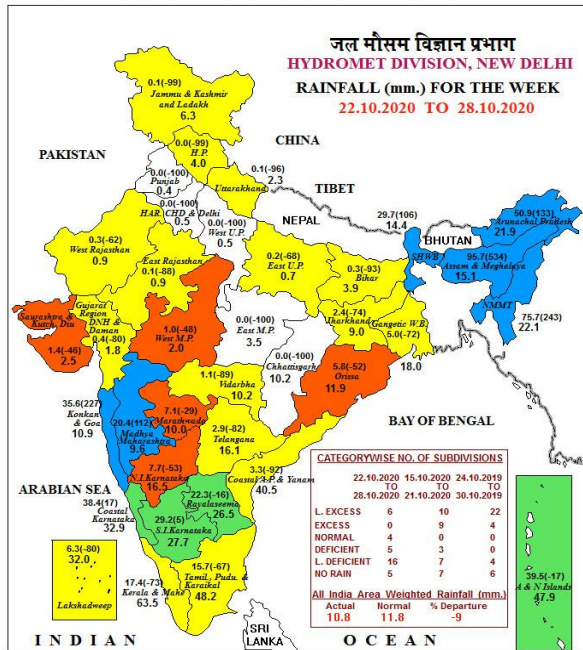 जल मौसम विज्ञान प्रभाग
HYDROMET DIVISION, NEW DELHI
RAINFALL (mm.) FOR THE WEEK
22.10.2020 TO 28.10.2020
0.1(-99)
Jammu & Kashmir
and Ladakh
6.3
CHINA
PAKISTAN
0.0(-99)
H.P.
4.0
0.0(-100)
Punjab
0.4
0.1(-96)
2.3
Uttarakhand
TIBET
0.0(-100)
HAR. CHD & Delhi
0.5
0.0(-100)
West U.P.
0.5
NEPAL
29.7(106)
14.4
SHWB
BHUTAN
50.9(133)
Arunachal Pradesh
21.9
95.7(534)
Assam & Meghalaya
15.1
NMMT
75.7(243)
22.1
0.3(-62)
West Rajasthan
0.9
East Rajasthan
0.1(-88)
0.9
0.2(-68)
East U.P.
0.7
0.3(-93)
Bihar
3.9
Gujarat
Region
DNH &
Daman
0.4(-80)
1.8
Saurashtra &
Kutch, Diu
1.4(-46)
2.5
1.0(-48)
West M.P.
2.0
0.0(-100)
East M.P.
3.5
2.4(-74)
Jharkhand
9.0
Gangetic W.B.
5.0(-72)
18.0
0.0(-100)
Chhattisgarh
10.2
5.8(-52)
Orissa
11.9
1.1(-89)
Vidarbha
10.2
35.6(227)
Konkan
and Goa
10.9
20.4(112)
Madhya
Maharashtra
9.6
7.1(-29)
Marathwada
10.0
2.9(-82)
Telangana
16.1
BAY OF BENGAL
7.7(-53)
N.I.Karnataka
16.5
3.3(-92)
Coastal A.P. & Yanam
40.5
ARABIAN SEA
38.4(17)
Coastal
Karnataka
32.9
22.3(-16)
Rayalaseema
26.5
29.2(5)
S.I.Karnataka
27.7
6.3(-80)
32.0
Lakshadweep
17.4(-73)
Kerala & Mahe
63.5
15.7(-67)
Tamil, Pudu. &
Karaikal
48.2
CATEGORYWISE NO. OF SUBDIVISIONS
22.10.2020 15.10.2020 24.10.2019
TO TO TO
28.10.2020 21.10.2020 30.10.2019
L. EXCESS 6 10 22
EXCESS 0 9 4
NORMAL 4 0 0
DEFICIENT 5 3 0
L. DEFICIENT 16 7 4
NO RAIN 5 7 6
All India Area Weighted Rainfall (mm.)
Actual Normal % Departure
10.8 11.8 -9
39.5(-17)
A & N Islands
47.9
SRI
LANKA
INDIAN OCEAN